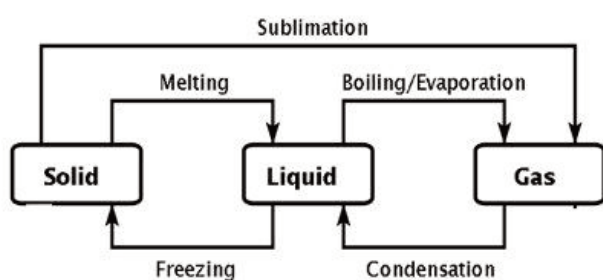 Sublimation
Melting
Boiling/Evaporation
Solid
Liquid
Gas
Freezing
Condensation